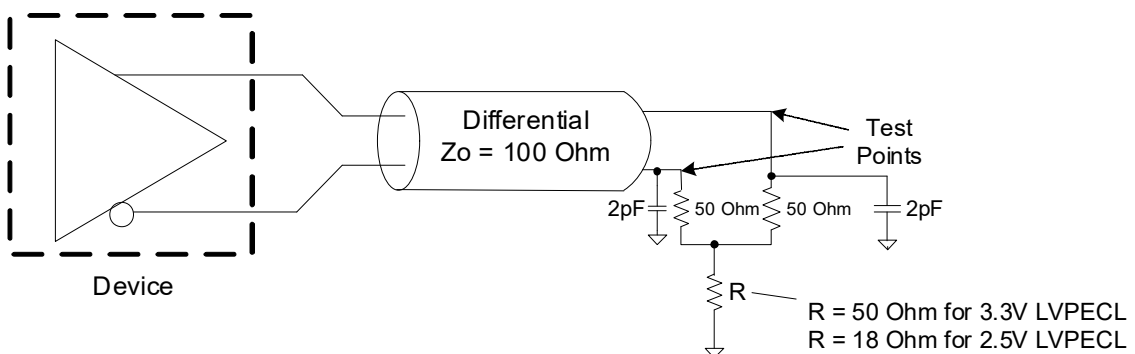 Device
Differential
Zo = 100 Ohm
Test
Points
2pF
50 Ohm
50 Ohm
2pF
R
R = 50 Ohm for 3.3V LVPECL
R = 18 Ohm for 2.5V LVPECL